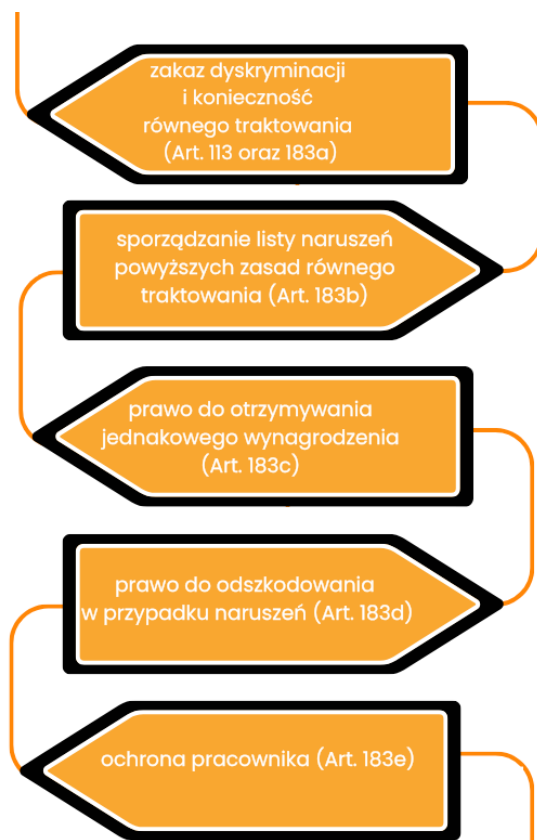 zakaz dyskryminacji
i konieczność
równego traktowania
(Art. 113 oraz 183a)
sporządzanie listy naruszeń
powyższych zasad równego
traktowania (Art. 183b)
prawo do otrzymywania
jednakowego wynagrodzenia
(Art. 183c)
prawo do odszkodowania
w przypadku naruszeń (Art. 183d)
ochrona pracownika (Art. 183e)